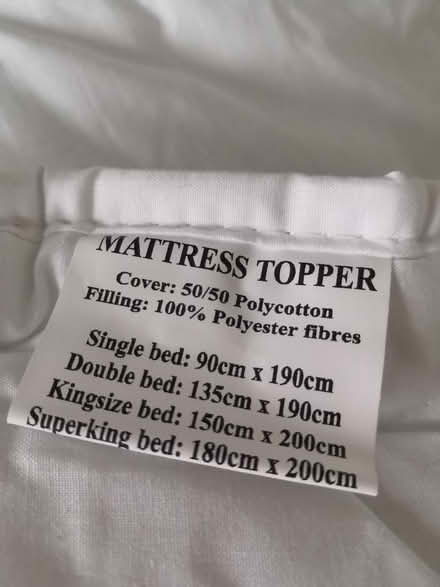 MATTRESS TOPPER
Cover: 50/50 Polycotton
Filling: 100% Polyester fibres
Single bed: 90cm x 190cm
Double bed: 135cm x 190cm
Kingsize bed: 150cm x 200cm
Superking bed: 180cm x 200cm